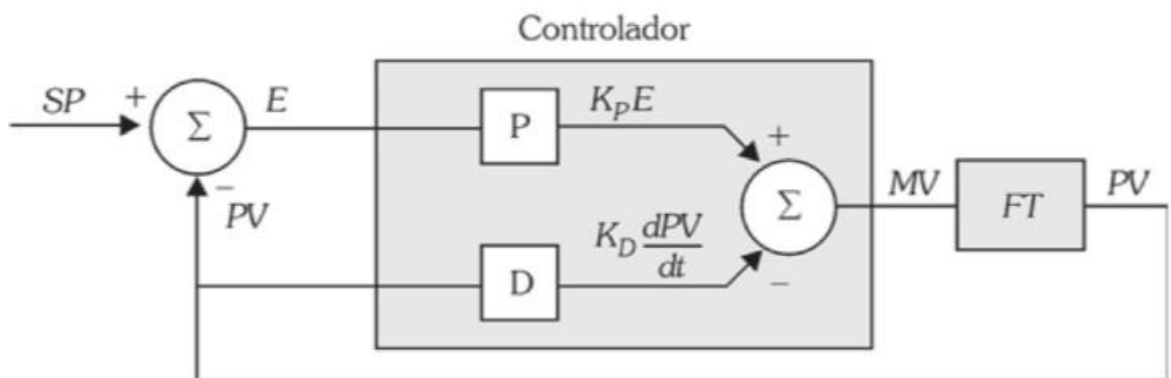 Controlador
SP
+
Σ
E
P
K_P E
+
−
PV
Σ
MV
FT
PV
D
K_D dPV/dt
−